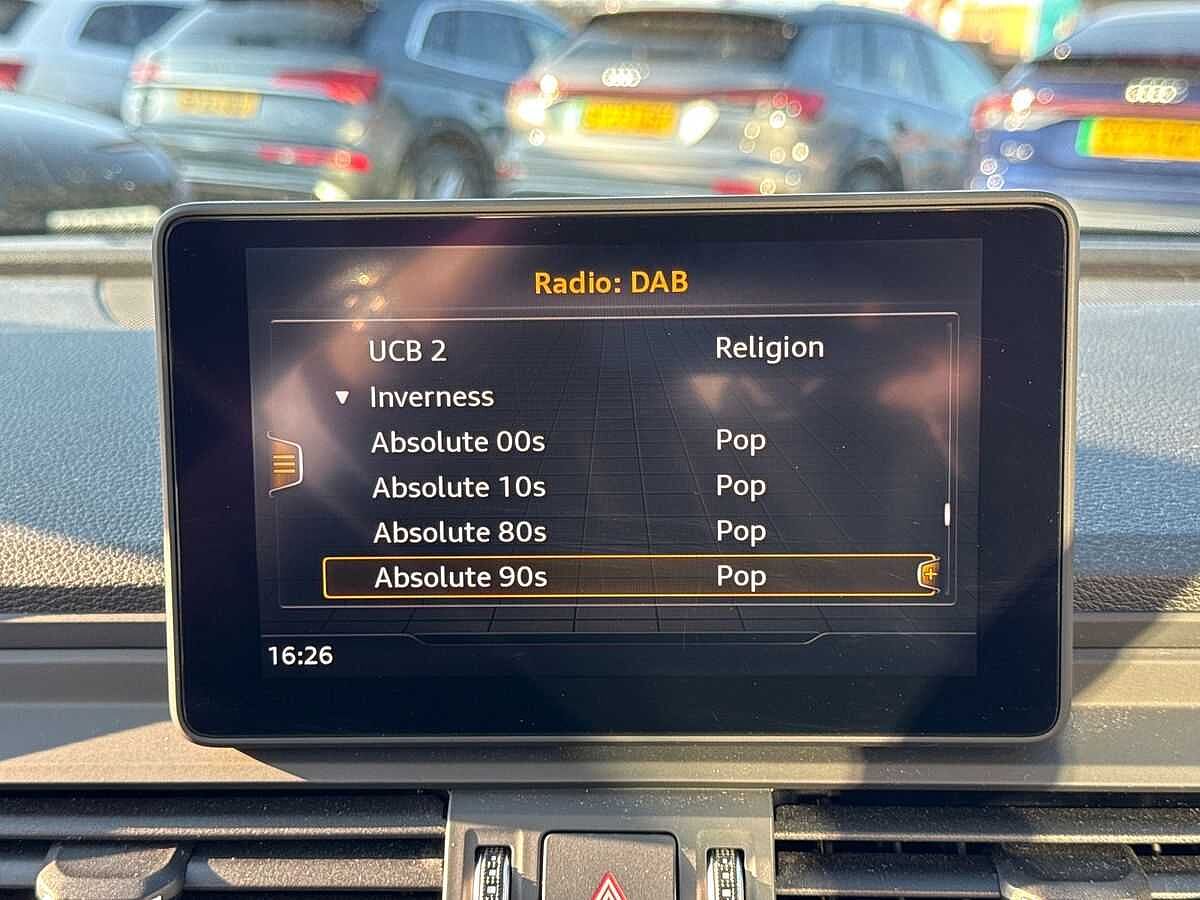 Radio: DAB
UCB 2 Religion
Inverness
Absolute 00s Pop
Absolute 10s Pop
Absolute 80s Pop
Absolute 90s Pop
16:26